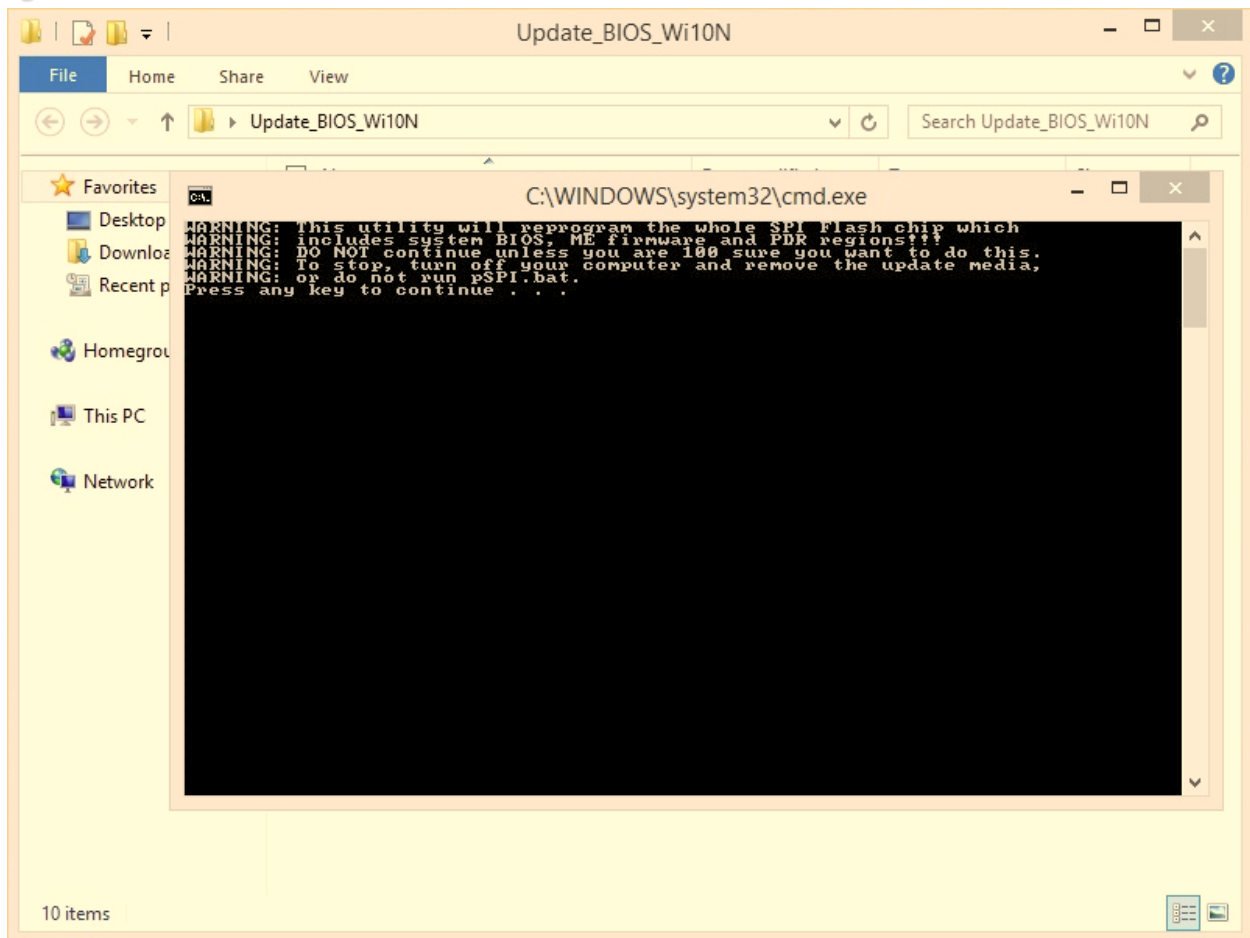 Update_BIOS_Wi10N
File Home Share View
Update_BIOS_Wi10N
Search Update_BIOS_Wi10N
Favorites
Desktop
Recent p
This PC
Network
C:\WINDOWS\system32\cmd.exe
WARNING: This utility will reprogram the whole SPI Flash chip which
WARNING: includes system BIOS, ME firmware and PDR regions!!!
WARNING: DO NOT continue unless you are 100 sure you want to do this.
WARNING: To stop, turn off your computer and remove the update media,
WARNING: or do not run pSPI.bat.
Press any key to continue . . .
10 items